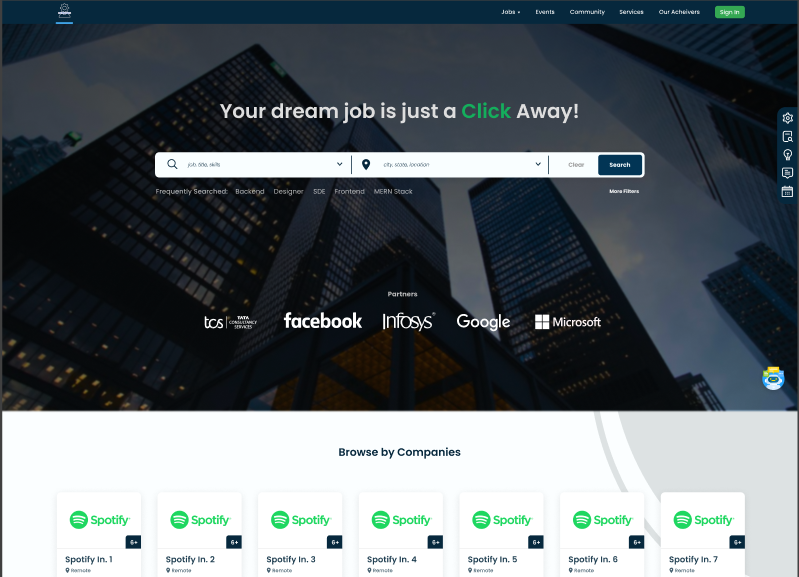 Jobs Events Community Services Our Acheivers Sign In
Your dream job is just a Click Away!
job, title, skills city, state, location Clear Search
Frequently Searched: Backend Designer SDE Frontend MERN Stack More Filters
Partners
tcs TATA CONSULTANCY SERVICES facebook Infosys® Google Microsoft
Browse by Companies
Spotify Spotify Spotify Spotify Spotify Spotify Spotify
6+ 6+ 6+ 6+ 6+ 6+ 6+
Spotify In. 1 Spotify In. 2 Spotify In. 3 Spotify In. 4 Spotify In. 5 Spotify In. 6 Spotify In. 7
Remote Remote Remote Remote Remote Remote Remote